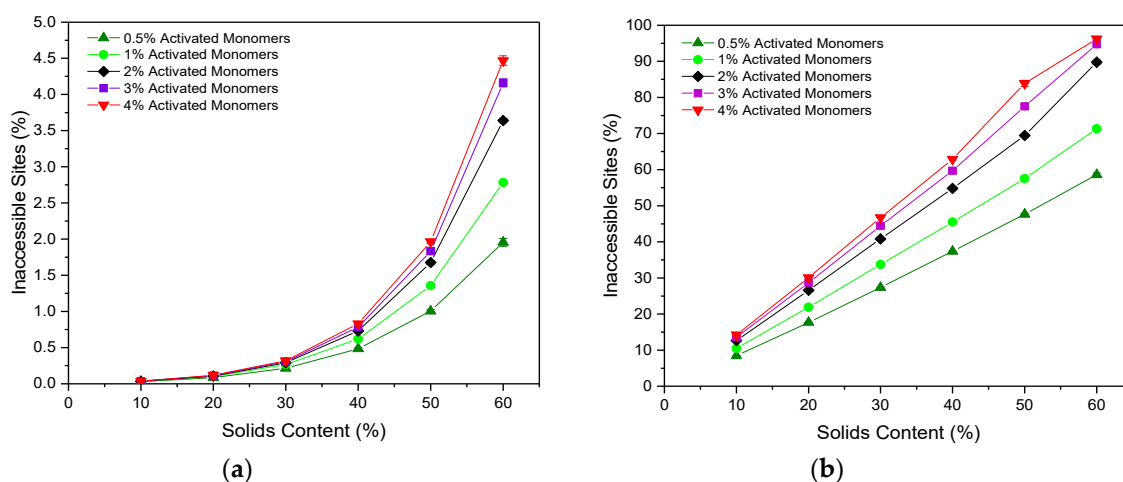 5.0
4.5
4.0
3.5
3.0
2.5
2.0
1.5
1.0
0.5
0.0
Inaccessible Sites (%)
0.5% Activated Monomers
1% Activated Monomers
2% Activated Monomers
3% Activated Monomers
4% Activated Monomers
0 10 20 30 40 50 60
Solids Content (%)
(a)
100
90
80
70
60
50
40
30
20
10
0
Inaccessible Sites (%)
0.5% Activated Monomers
1% Activated Monomers
2% Activated Monomers
3% Activated Monomers
4% Activated Monomers
0 10 20 30 40 50 60
Solids Content (%)
(b)